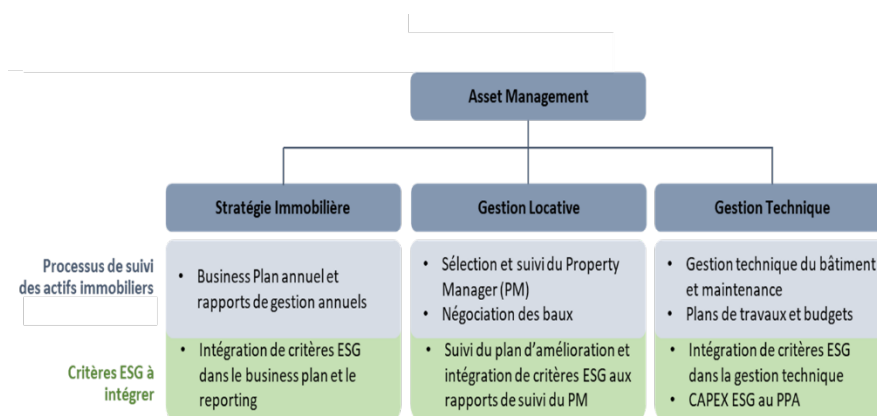 Asset Management
Stratégie Immobilière
Gestion Locative
Gestion Technique
Processus de suivi
des actifs immobiliers
• Business Plan annuel et
rapports de gestion annuels
• Sélection et suivi du Property
Manager (PM)
• Négociation des baux
• Gestion technique du bâtiment
et maintenance
• Plans de travaux et budgets
Critères ESG à
intégrer
• Intégration de critères ESG
dans le business plan et le
reporting
• Suivi du plan d'amélioration et
intégration de critères ESG aux
rapports de suivi du PM
• Intégration de critères ESG
dans la gestion technique
• CAPEX ESG au PPA